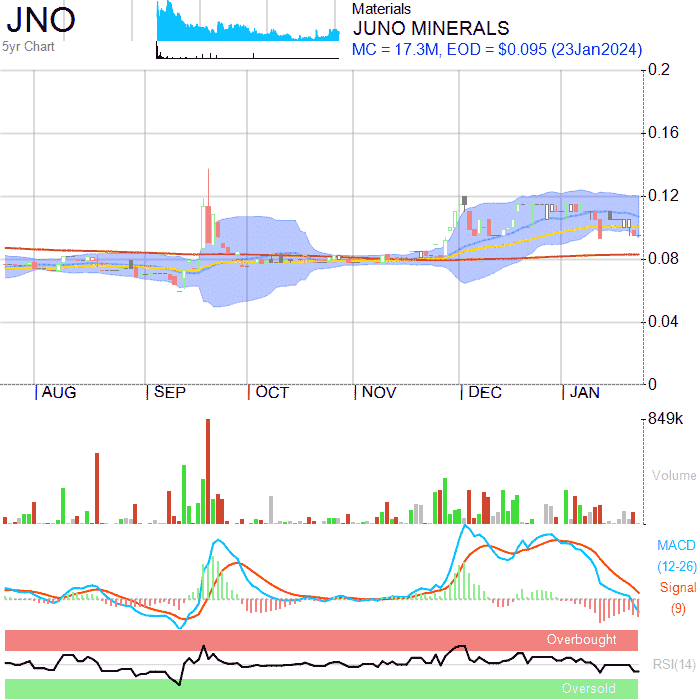 JNO
5yr Chart
Materials
JUNO MINERALS
MC = 17.3M, EOD = $0.095 (23Jan2024)
0.2
0.16
0.12
0.08
0.04
0
AUG SEP OCT NOV DEC JAN
849k
Volume
MACD
(12-26)
Signal
(9)
Overbought
RSI(14)
Oversold